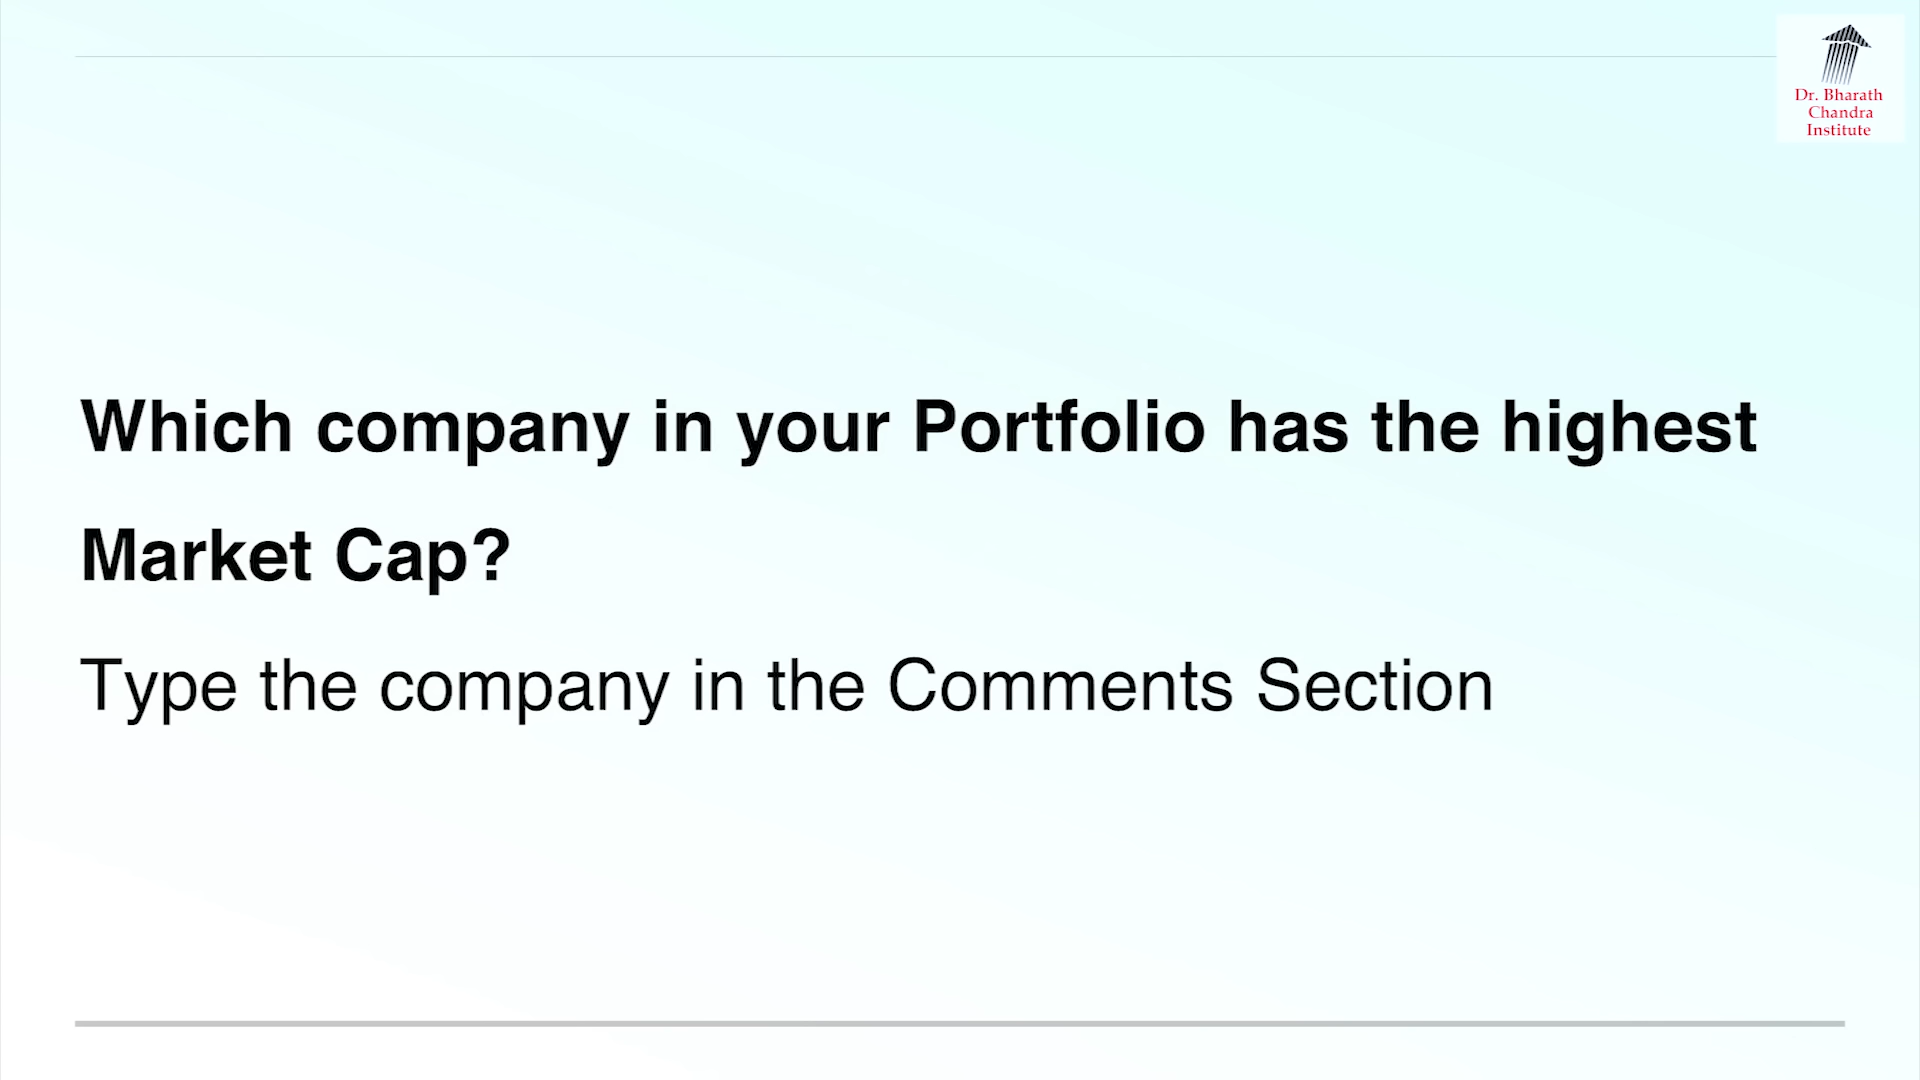 Dr. Bharath
Chandra
Institute
Which company in your Portfolio has the highest
Market Cap?
Type the company in the Comments Section